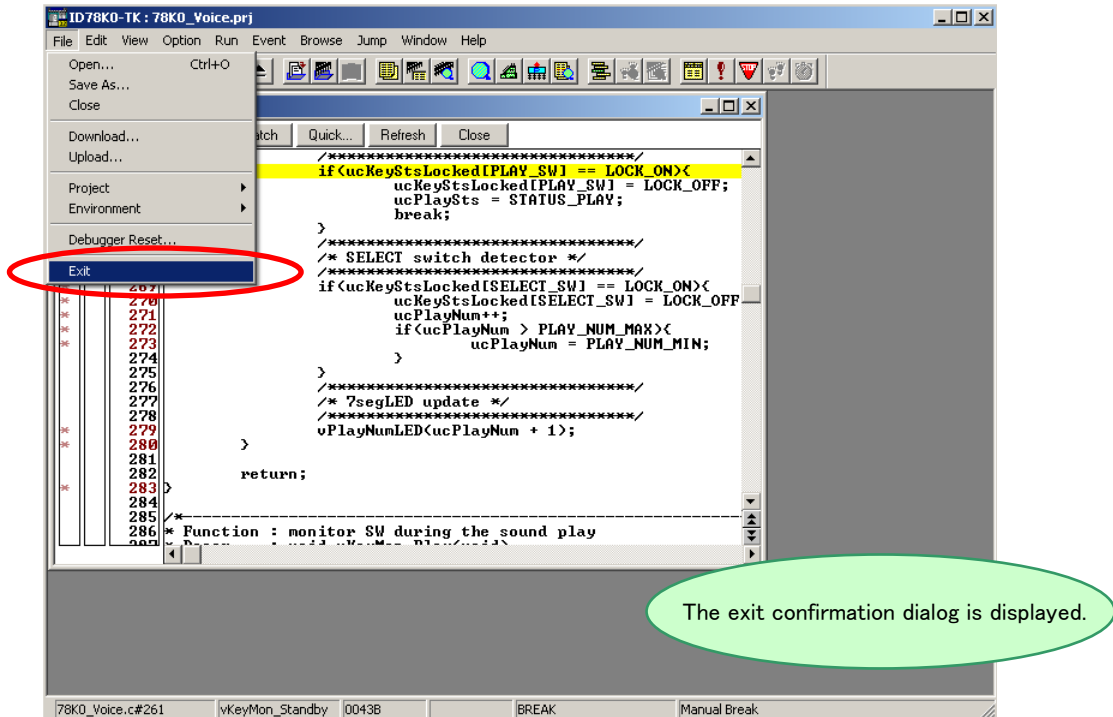 ID78K0-TK : 78K0_Voice.prj
File Edit View Option Run Event Browse Jump Window Help
Open... Ctrl+O
Save As...
Close
Download...
Upload...
Project
Environment
Debugger Reset...
Exit
Quick... Refresh Close
/*********************************/
if(ucKeyStsLocked[PLAY_SW] == LOCK_ON){
ucKeyStsLocked[PLAY_SW] = LOCK_OFF;
ucPlaySts = STATUS_PLAY;
break;
}
/*********************************/
/* SELECT switch detector */
/*********************************/
269 if(ucKeyStsLocked[SELECT_SW] == LOCK_ON){
* 270 ucKeyStsLocked[SELECT_SW] = LOCK_OFF
* 271 ucPlayNum++;
* 272 if(ucPlayNum > PLAY_NUM_MAX){
* 273 ucPlayNum = PLAY_NUM_MIN;
274 }
275 }
276 /*********************************/
277 /* 7segLED update */
278 /*********************************/
* 279 vPlayNumLED(ucPlayNum + 1);
* 280 }
281
282 return;
* 283 }
284
285 /*-----------------------------------------------------------
286 * Function : monitor SW during the sound play
The exit confirmation dialog is displayed.
78K0_Voice.c#261 vKeyMon_Standby 0043B BREAK Manual Break